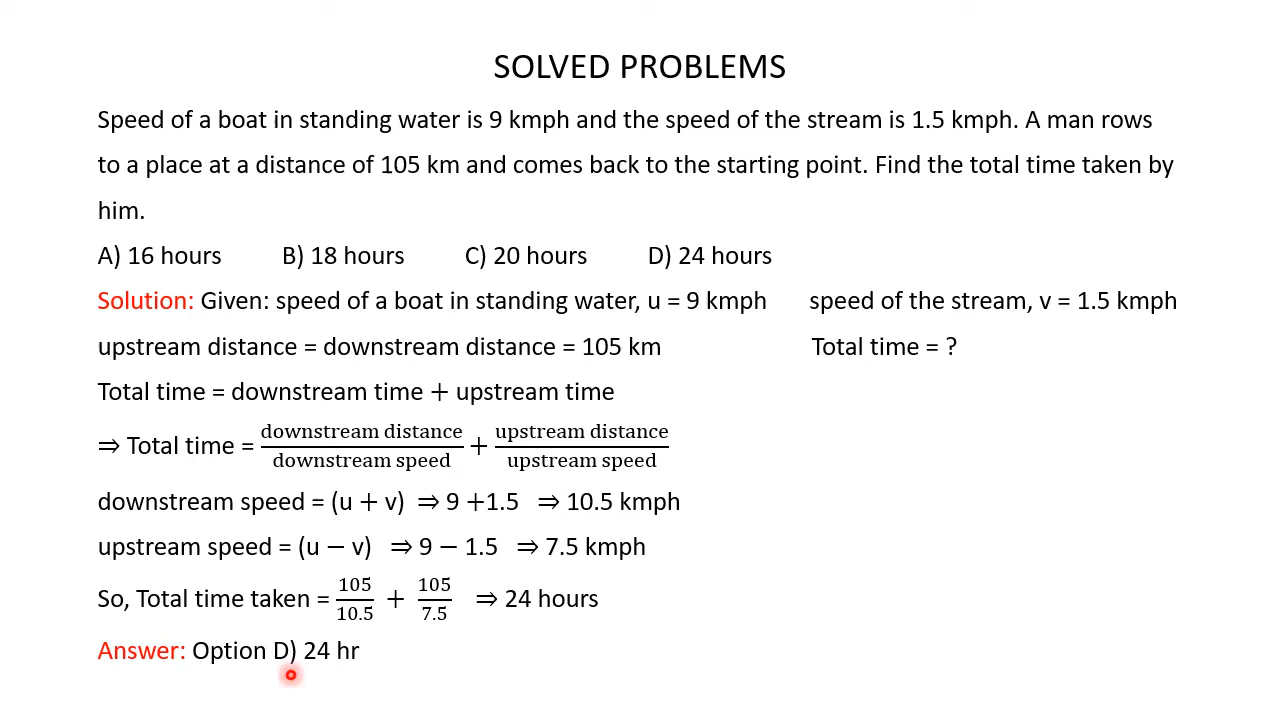 SOLVED PROBLEMS
Speed of a boat in standing water is 9 kmph and the speed of the stream is 1.5 kmph. A man rows
to a place at a distance of 105 km and comes back to the starting point. Find the total time taken by
him.
A) 16 hours B) 18 hours C) 20 hours D) 24 hours
Solution: Given: speed of a boat in standing water, u = 9 kmph speed of the stream, v = 1.5 kmph
upstream distance = downstream distance = 105 km Total time = ?
Total time = downstream time + upstream time
⇒ Total time = downstream distance/downstream speed + upstream distance/upstream speed
downstream speed = (u + v) ⇒ 9 +1.5 ⇒ 10.5 kmph
upstream speed = (u − v) ⇒ 9 − 1.5 ⇒ 7.5 kmph
So, Total time taken = 105/10.5 + 105/7.5 ⇒ 24 hours
Answer: Option D) 24 hr